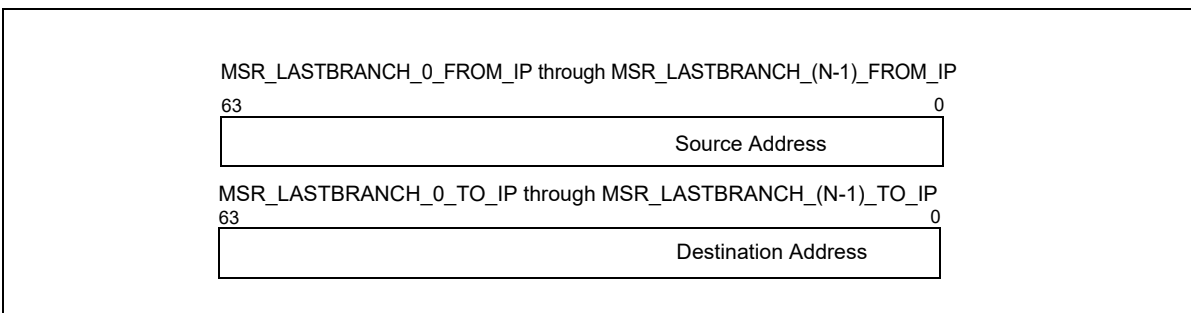 MSR_LASTBRANCH_0_FROM_IP through MSR_LASTBRANCH_(N-1)_FROM_IP
63 0
Source Address
MSR_LASTBRANCH_0_TO_IP through MSR_LASTBRANCH_(N-1)_TO_IP
63 0
Destination Address